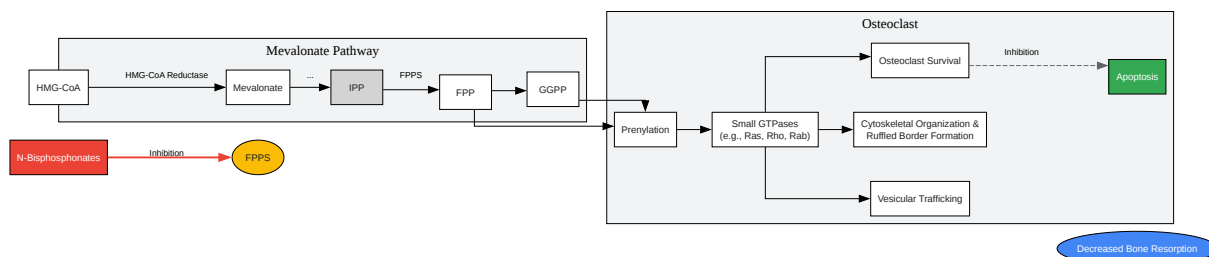 Osteoclast
Mevalonate Pathway
HMG-CoA
HMG-CoA Reductase
Mevalonate
...
IPP
FPPS
FPP
GGPP
Osteoclast Survival
Inhibition
Apoptosis
Prenylation
Small GTPases
(e.g., Ras, Rho, Rab)
Cytoskeletal Organization &
Ruffled Border Formation
N-Bisphosphonates
Inhibition
FPPS
Vesicular Trafficking
Decreased Bone Resorption